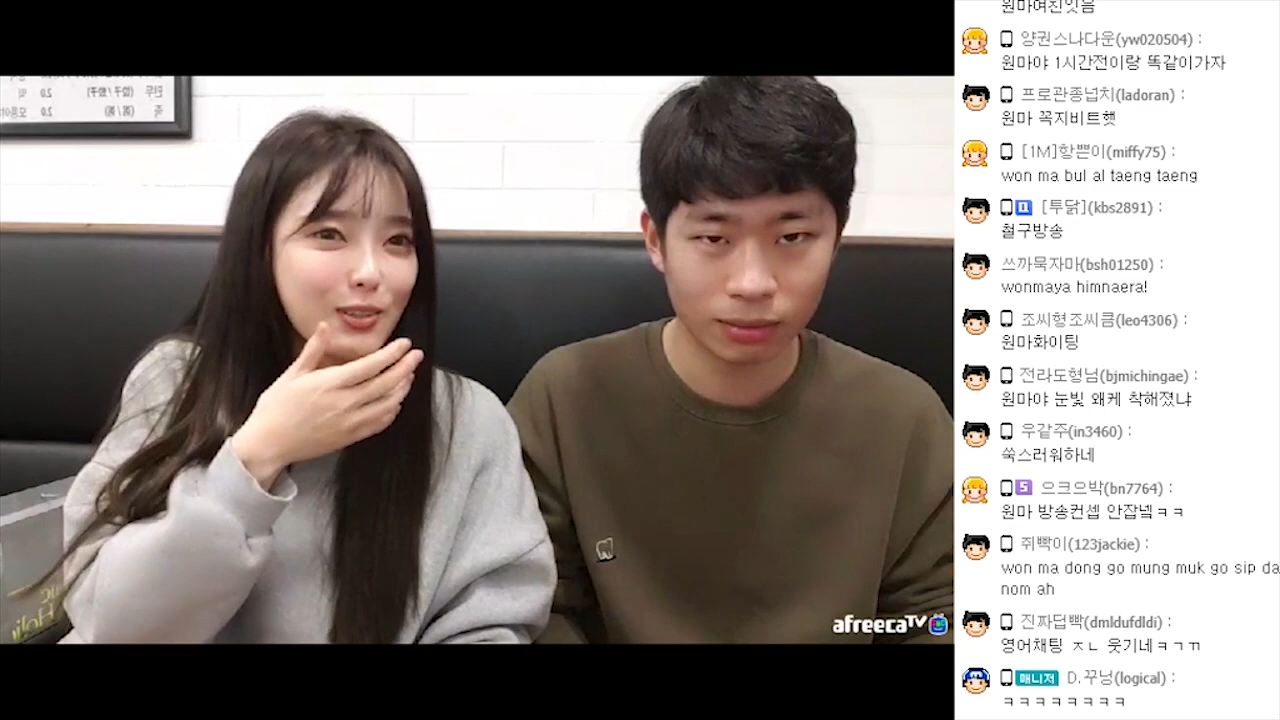 원마여친잇음
양권스나다운(yw020504) :
원마야 1시간전이랑 똑같이가자
프로관종넙치(ladoran) :
원마 꼭지비트햇
[1M]항쁜이(miffy75) :
won ma bul al taeng taeng
[투닭](kbs2891) :
철구방송
쓰까묵자마(bsh01250) :
wonmaya himnaera!
조씨형조씨큼(leo4306) :
원마화이팅
전라도형님(bjmichingae) :
원마야 눈빛 왜케 착해졌냐
우같주(in3460) :
쑥스러워하네
S 으크으박(bn7764) :
원마 방송컨셉 안잡넼ㅋㅋ
쥐빡이(123jackie) :
won ma dong go mung muk go sip da
nom ah
진짜덥빡(dmldufdldi) :
영어채팅 ㅈㄴ 웃기네ㅋㄱㄲ
매니저 D.꾸넝(logical) :
ㅋㅋㅋㅋㅋㅋㅋㅋ
afreecaTV